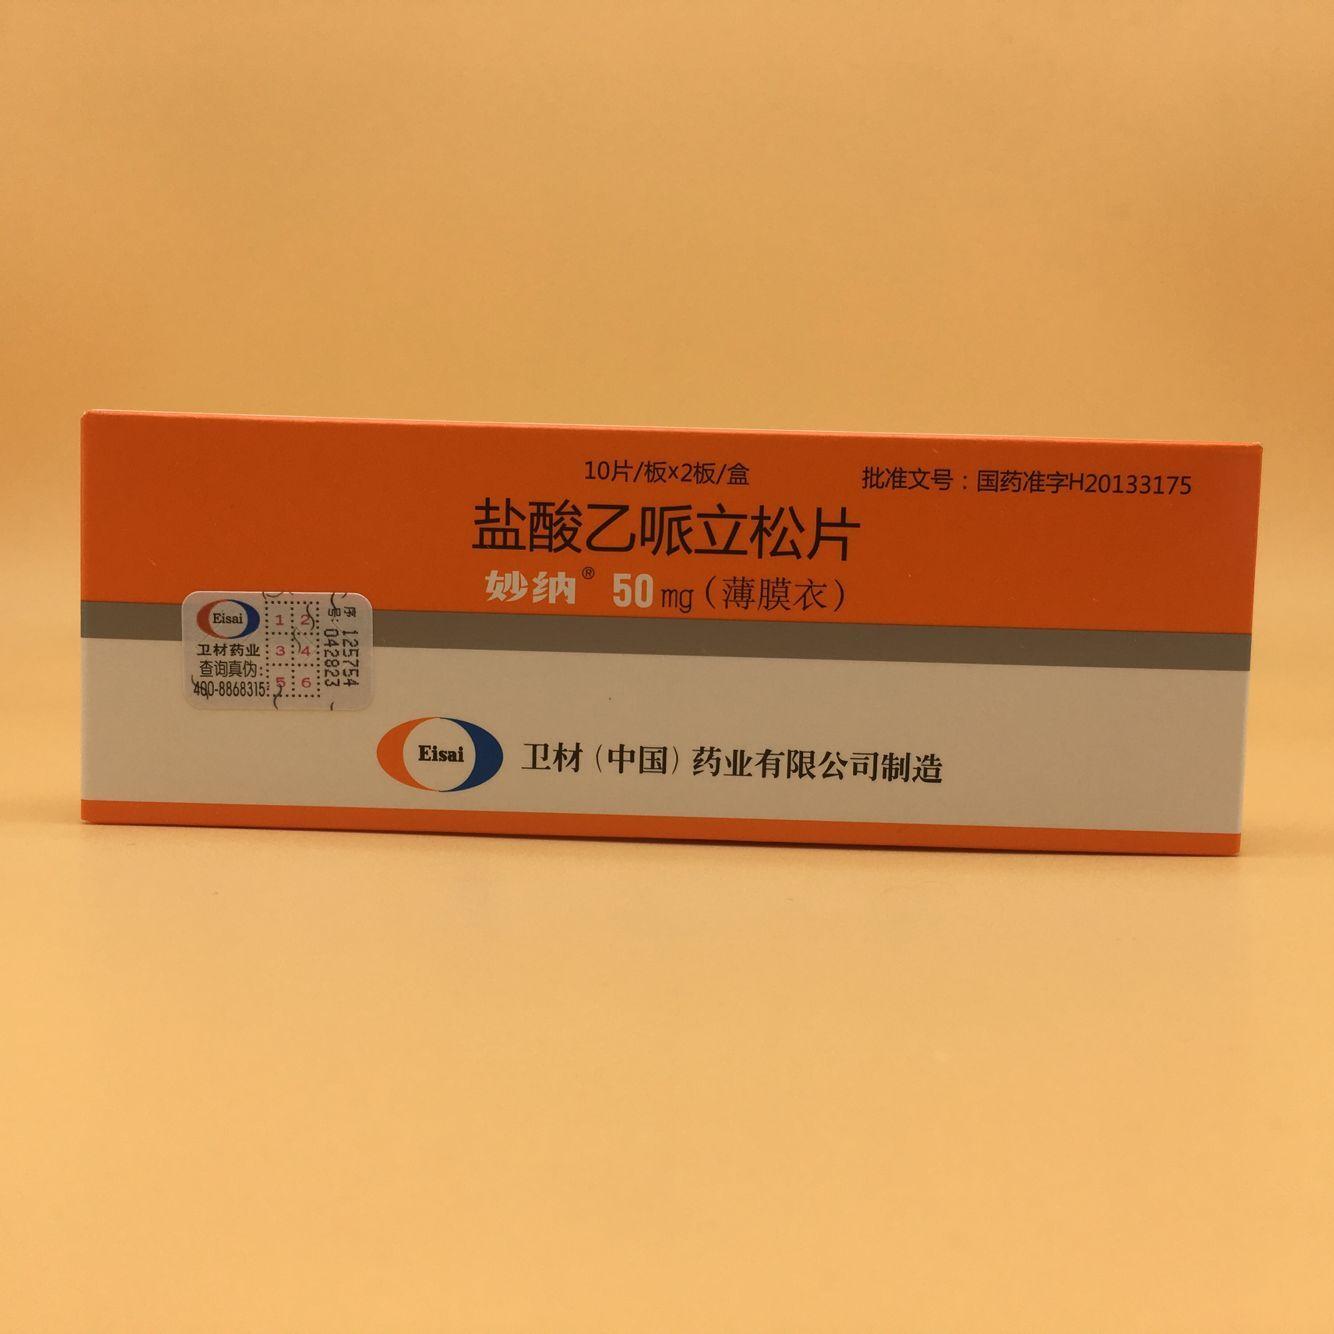 10片/板x2板/盒
批准文号：国药准字H20133175
盐酸乙哌立松片
妙纳® 50mg（薄膜衣）
Eisai
卫材药业
查询真伪：
400-8868315
1 2
3 4
5 6
序 125754
号：042823
Eisai
卫材（中国）药业有限公司制造